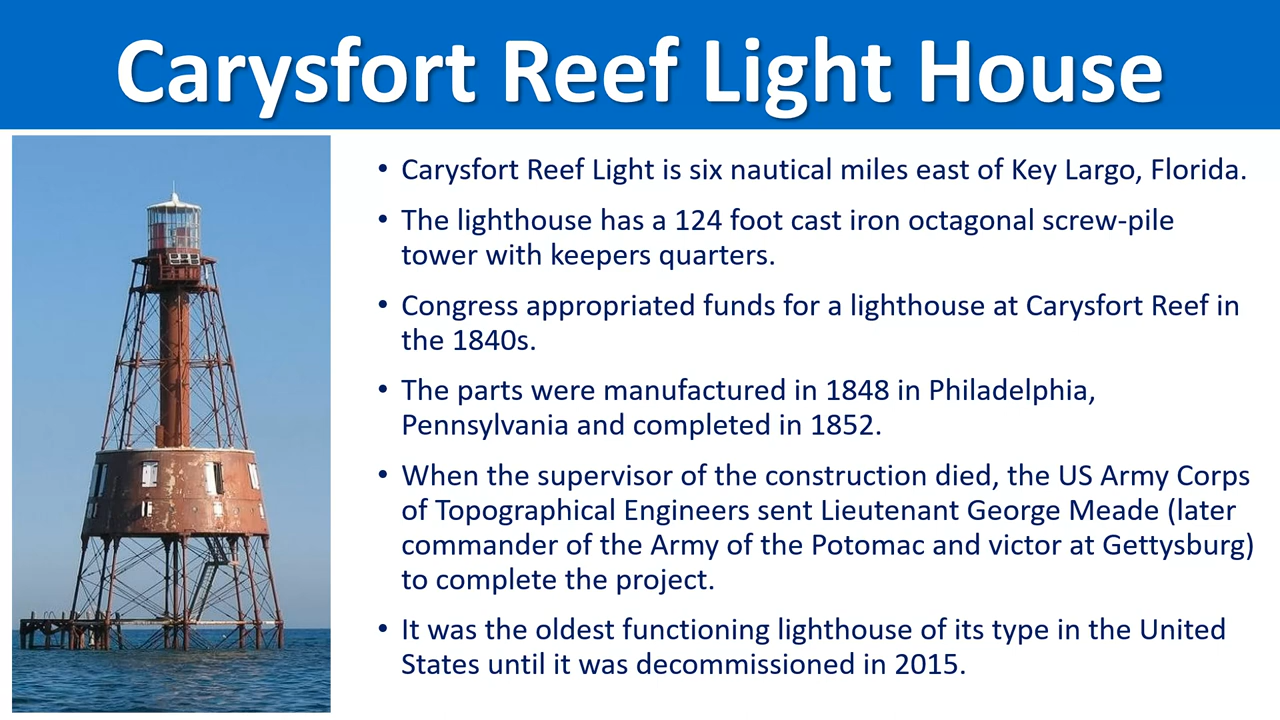 Carysfort Reef Light House
• Carysfort Reef Light is six nautical miles east of Key Largo, Florida.
• The lighthouse has a 124 foot cast iron octagonal screw-pile
tower with keepers quarters.
• Congress appropriated funds for a lighthouse at Carysfort Reef in
the 1840s.
• The parts were manufactured in 1848 in Philadelphia,
Pennsylvania and completed in 1852.
• When the supervisor of the construction died, the US Army Corps
of Topographical Engineers sent Lieutenant George Meade (later
commander of the Army of the Potomac and victor at Gettysburg)
to complete the project.
• It was the oldest functioning lighthouse of its type in the United
States until it was decommissioned in 2015.